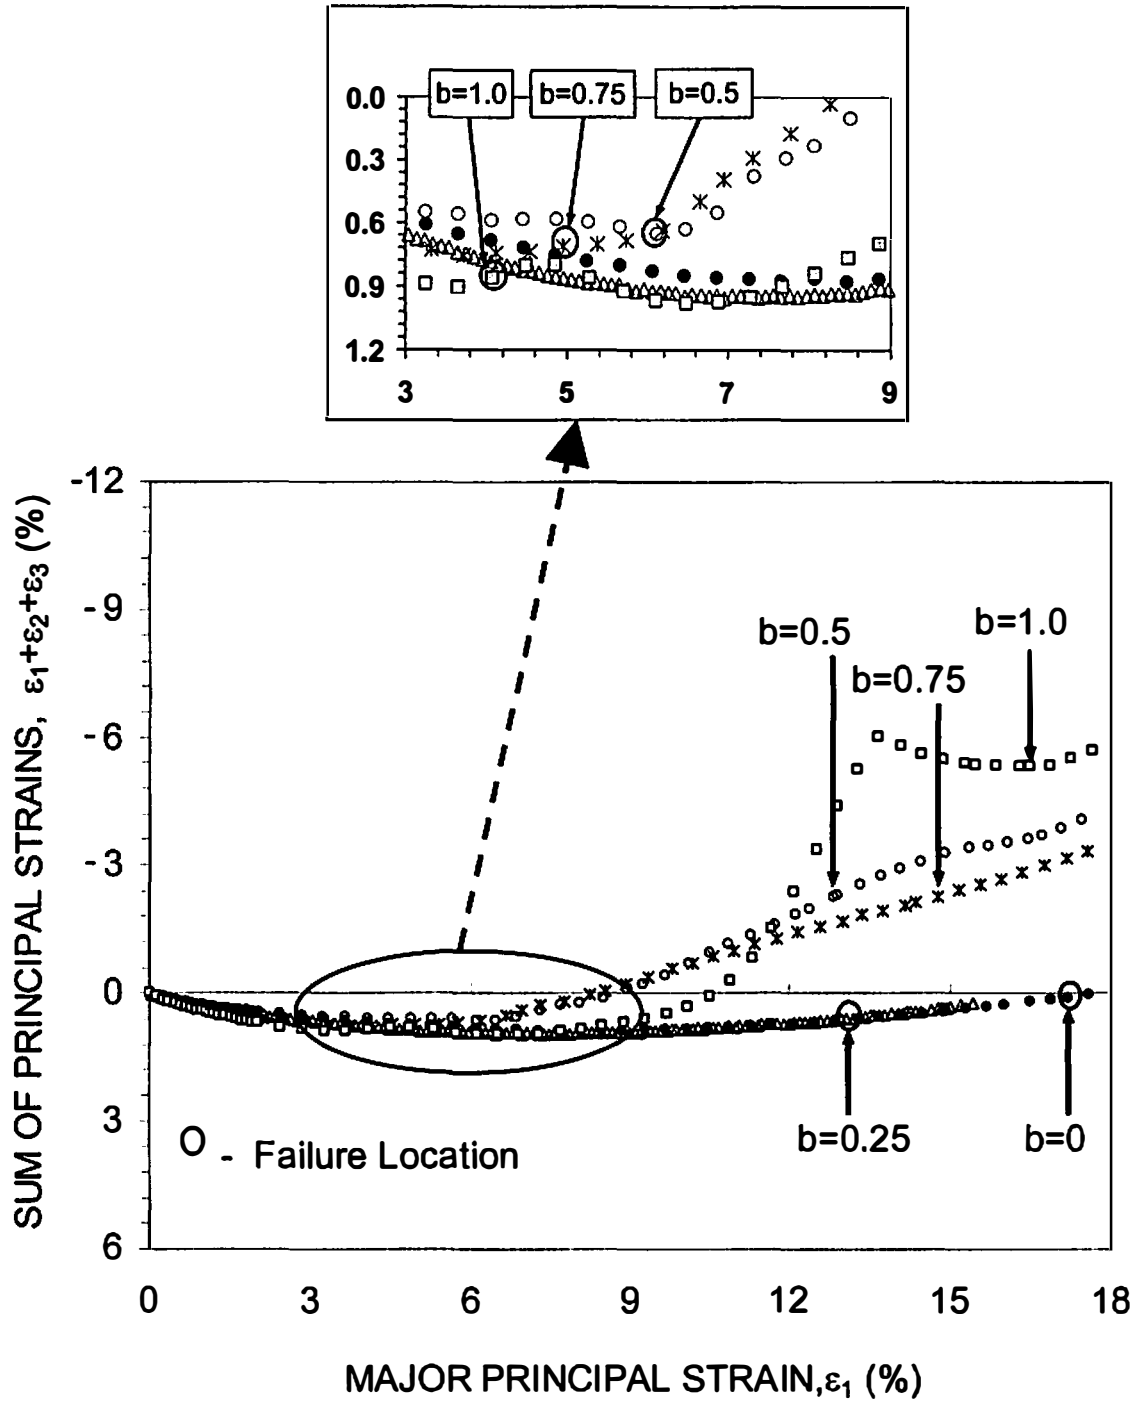 b=1.0 b=0.75 b=0.5
0.0
0.3
0.6
0.9
1.2
3 5 7 9
-12
-9
-6
-3
0
3
6
SUM OF PRINCIPAL STRAINS, ε1+ε2+ε3 (%)
b=0.5
b=1.0
b=0.75
b=0.25
b=0
O - Failure Location
0 3 6 9 12 15 18
MAJOR PRINCIPAL STRAIN,ε1 (%)